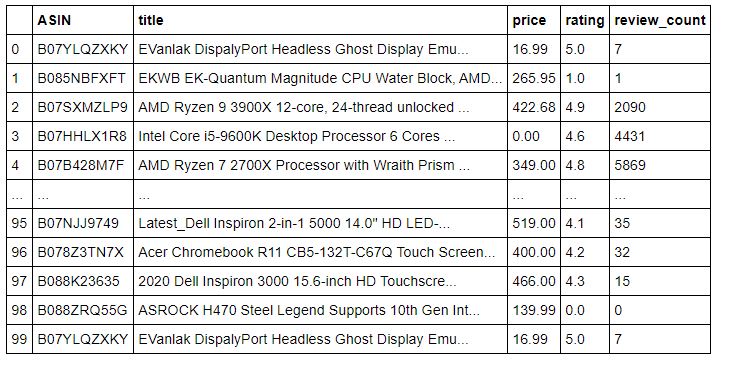 ASIN title price rating review_count
0 B07YLQZXKY EVanlak DispalyPort Headless Ghost Display Emu... 16.99 5.0 7
1 B085NBFXFT EKWB EK-Quantum Magnitude CPU Water Block, AMD... 265.95 1.0 1
2 B07SXMZLP9 AMD Ryzen 9 3900X 12-core, 24-thread unlocked ... 422.68 4.9 2090
3 B07HHLX1R8 Intel Core i5-9600K Desktop Processor 6 Cores ... 0.00 4.6 4431
4 B07B428M7F AMD Ryzen 7 2700X Processor with Wraith Prism ... 349.00 4.8 5869
... ... ... ... ... ...
95 B07NJJ9749 Latest_Dell Inspiron 2-in-1 5000 14.0" HD LED-... 519.00 4.1 35
96 B078Z3TN7X Acer Chromebook R11 CB5-132T-C67Q Touch Screen... 400.00 4.2 32
97 B088K23635 2020 Dell Inspiron 3000 15.6-inch HD Touchscre... 466.00 4.3 15
98 B088ZRQ55G ASROCK H470 Steel Legend Supports 10th Gen Int... 139.99 0.0 0
99 B07YLQZXKY EVanlak DispalyPort Headless Ghost Display Emu... 16.99 5.0 7